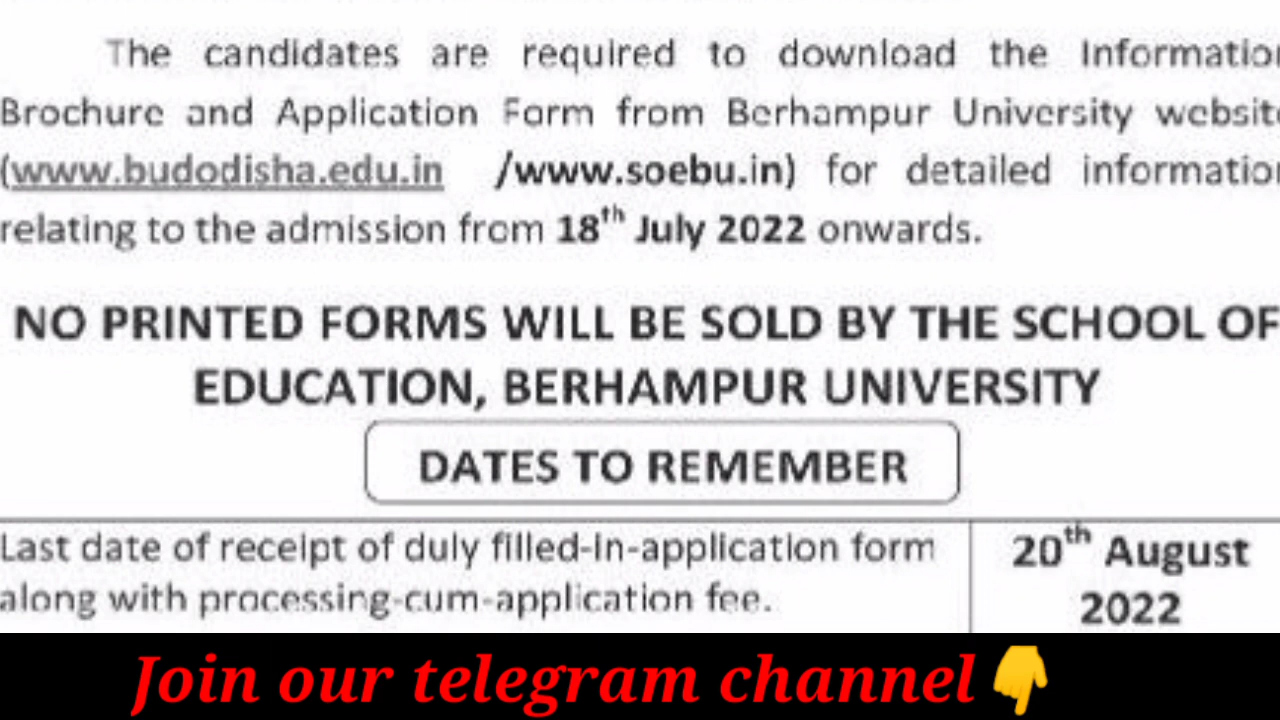 The candidates are required to download the Information
Brochure and Application Form from Berhampur University website
(www.budodisha.edu.in /www.soebu.in) for detailed information
relating to the admission from 18th July 2022 onwards.
NO PRINTED FORMS WILL BE SOLD BY THE SCHOOL OF
EDUCATION, BERHAMPUR UNIVERSITY
DATES TO REMEMBER
Last date of receipt of duly filled-in-application form
along with processing-cum-application fee.
20th August
2022
Join our telegram channel👇